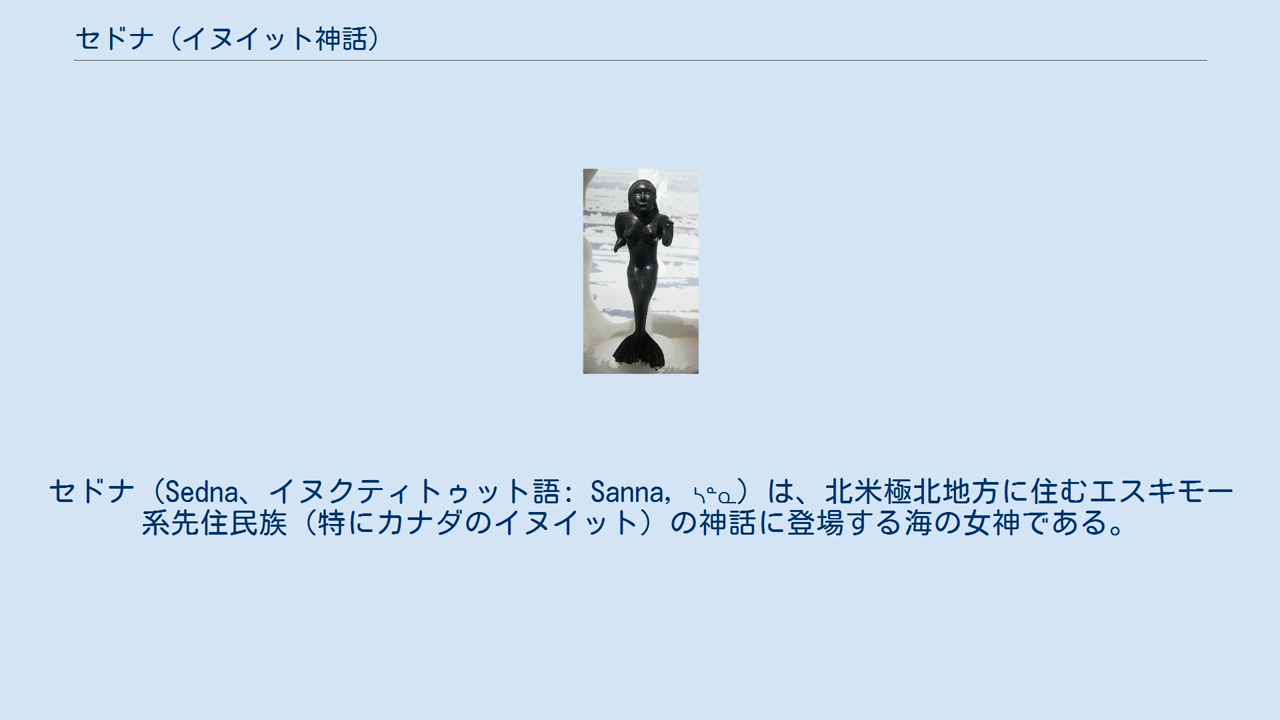 セドナ（イヌイット神話）
セドナ（Sedna、イヌクティトゥット語: Sanna, ᓴᓐᓇ）は、北米極北地方に住むエスキモー
系先住民族（特にカナダのイヌイット）の神話に登場する海の女神である。